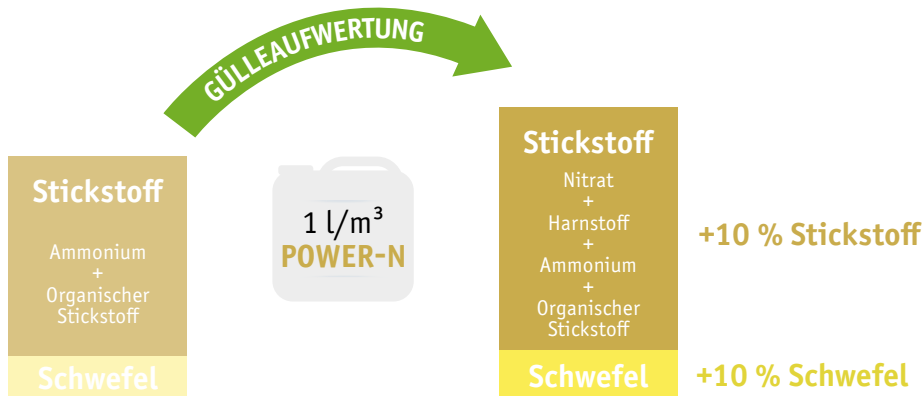 GÜLLEAUFWERTUNG
Stickstoff
Ammonium
+
Organischer
Stickstoff
Schwefel
1 l/m³
POWER-N
Stickstoff
Nitrat
+
Harnstoff
+
Ammonium
+
Organischer
Stickstoff
Schwefel
+10 % Stickstoff
+10 % Schwefel